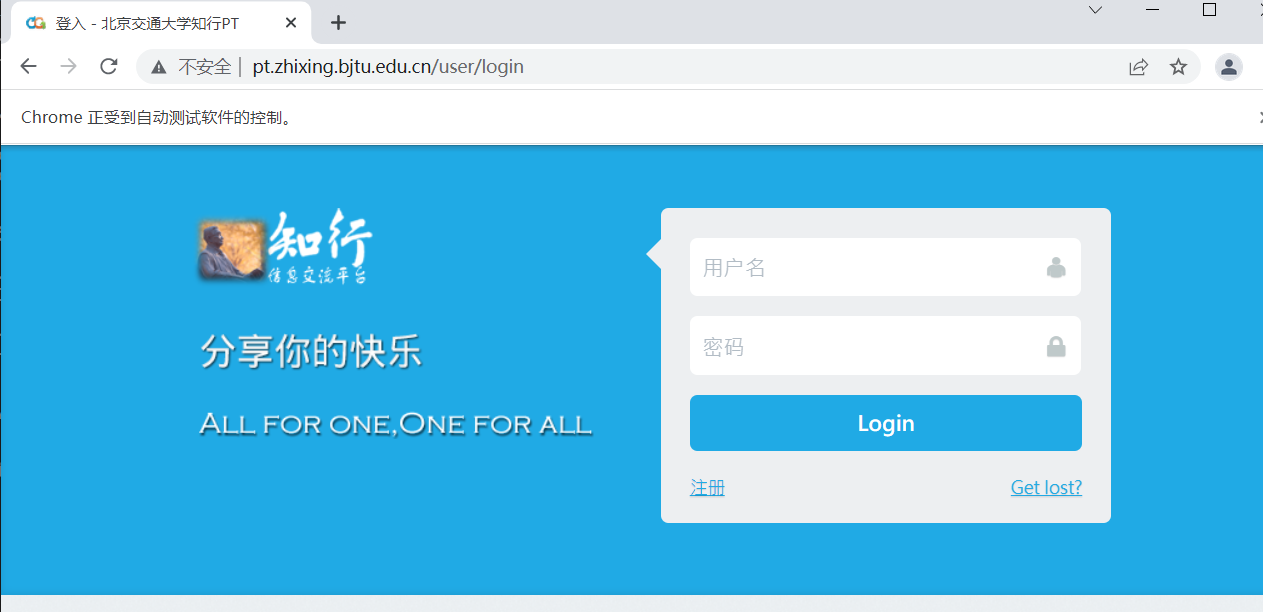 登入 - 北京交通大学知行PT
不安全 | pt.zhixing.bjtu.edu.cn/user/login
Chrome 正受到自动测试软件的控制。
知行
信息交流平台
分享你的快乐
ALL FOR ONE,ONE FOR ALL
用户名
密码
Login
注册 Get lost?